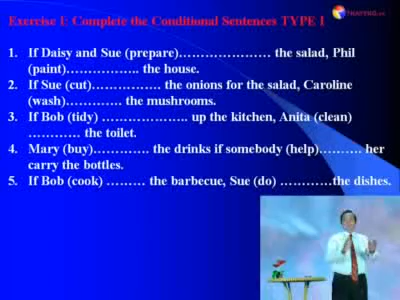 Exercise I: Complete the Conditional Sentences TYPE 1
1. If Daisy and Sue (prepare)………………… the salad, Phil
(paint)…………….. the house.
2. If Sue (cut)……………. the onions for the salad, Caroline
(wash)…………. the mushrooms.
3. If Bob (tidy) ……………….. up the kitchen, Anita (clean)
………… the toilet.
4. Mary (buy)…………. the drinks if somebody (help)………. her
carry the bottles.
5. If Bob (cook) ……… the barbecue, Sue (do) …………the dishes.